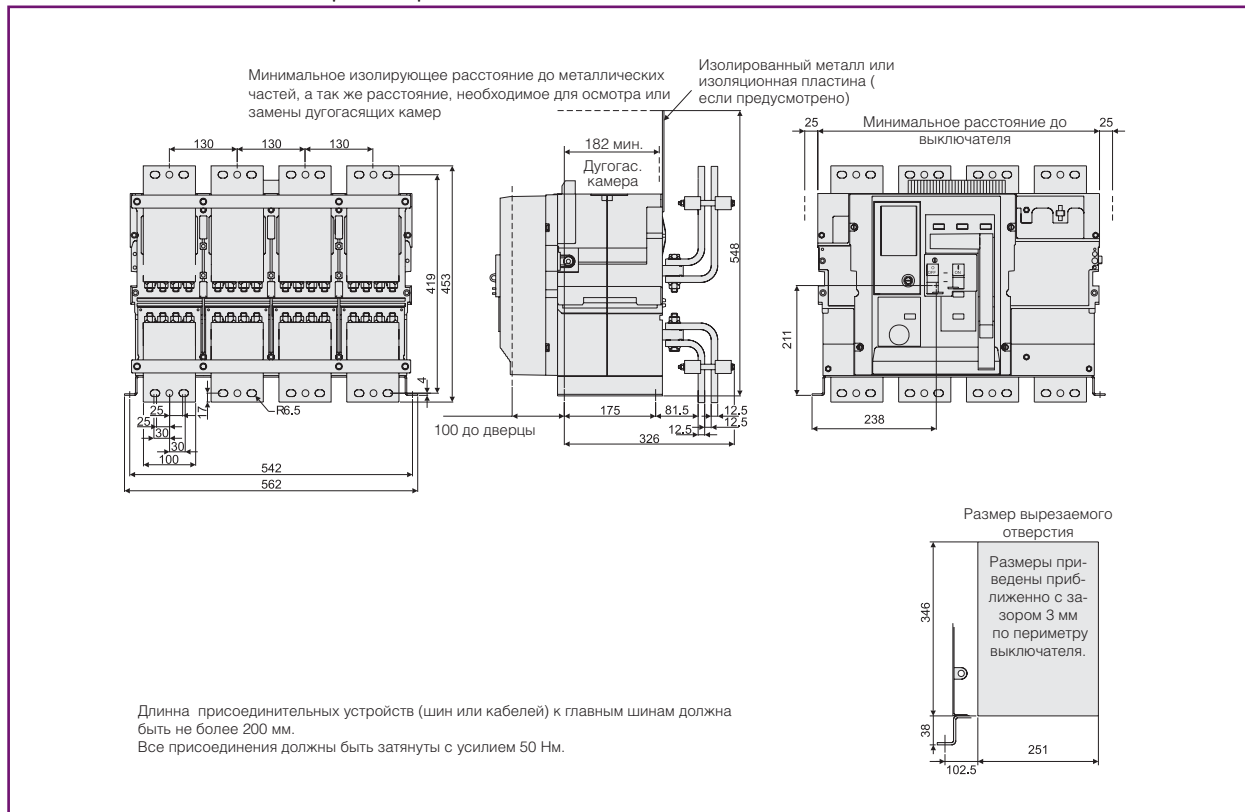 Минимальное изолирующее расстояние до металлических
частей, а так же расстояние, необходимое для осмотра или
замены дугогасящих камер
Изолированный металл или
изоляционная пластина (
если предусмотрено)
130
130
130
419
453
4
25
17
R6,5
25
30
30
100
542
562
182 мин.
Дугогас.
камера
548
100 до дверцы
175
81.5
12.5
12.5
12.5
326
25
Минимальное расстояние до
выключателя
25
OFF
ON
211
238
Размер вырезаемого
отверстия
Размеры при-
ведены приб-
лиженно с за-
зором 3 мм
по периметру
выключателя.
346
38
102.5
251
Длинна присоединительных устройств (шин или кабелей) к главным шинам должна
быть не более 200 мм.
Все присоединения должны быть затянуты с усилием 50 Нм.